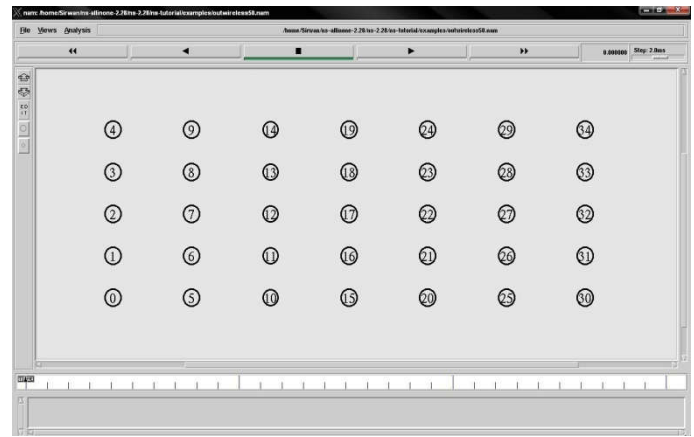 nam: /home/Sirwan/ns-allinone-2.28/ns-2.28/ns-tutorial/examples/outwireless50.nam
File Views Analysis /home/Sirwan/ns-allinone-2.28/ns-2.28/ns-tutorial/examples/outwireless50.nam
0.000000 Step: 2.0ms
4 9 14 19 24 29 34
3 8 13 18 23 28 33
2 7 12 17 22 27 32
1 6 11 16 21 26 31
0 5 10 15 20 25 30